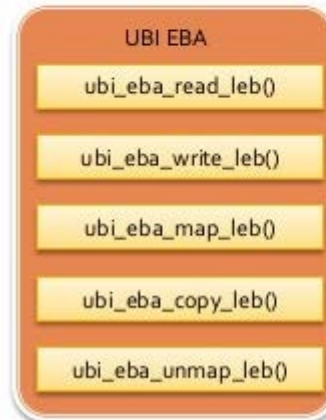 UBI EBA
ubi_eba_read_leb()
ubi_eba_write_leb()
ubi_eba_map_leb()
ubi_eba_copy_leb()
ubi_eba_unmap_leb()